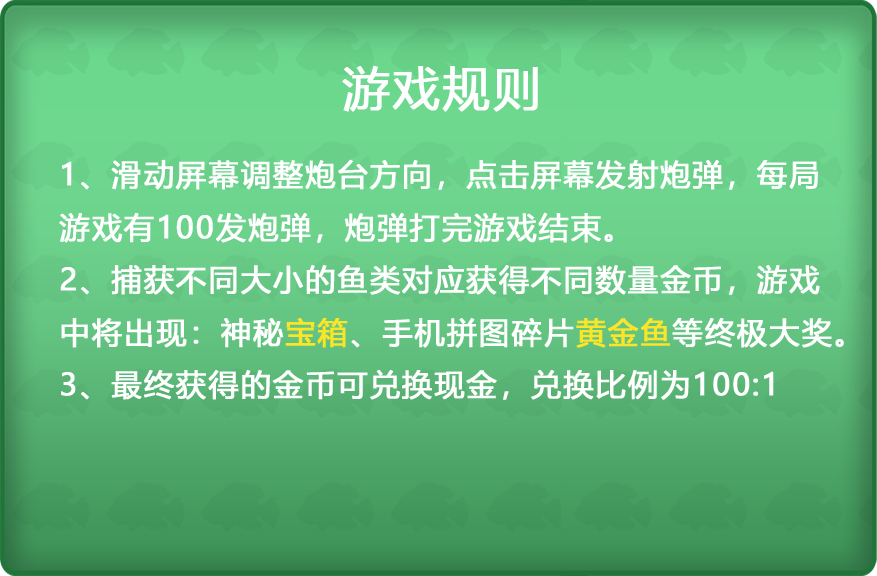 游戏规则
1、滑动屏幕调整炮台方向，点击屏幕发射炮弹，每局
游戏有100发炮弹，炮弹打完游戏结束。
2、捕获不同大小的鱼类对应获得不同数量金币，游戏
中将出现：神秘宝箱、手机拼图碎片黄金鱼等终极大奖。
3、最终获得的金币可兑换现金，兑换比例为100:1